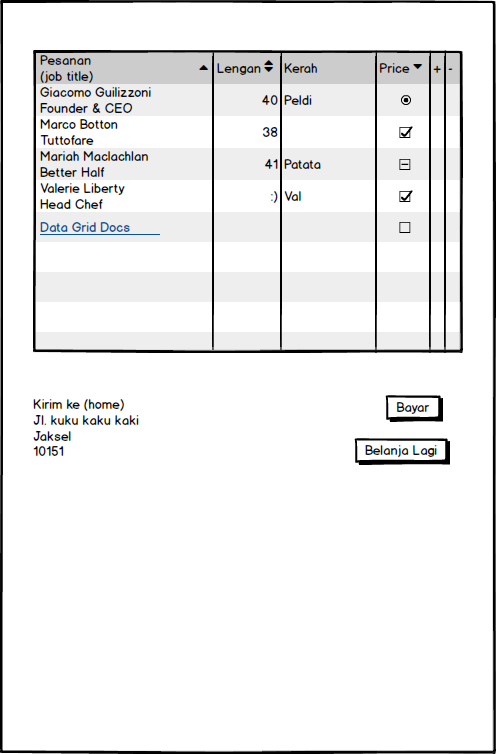 Pesanan
(job title) Lengan Kerah Price + -
Giacomo Guilizzoni
Founder & CEO 40 Peldi
Marco Botton
Tuttofare 38
Mariah Maclachlan
Better Half 41 Patata
Valerie Liberty
Head Chef :) Val
Data Grid Docs
Kirim ke (home)
Jl. kuku kaku kaki
Jaksel
10151
Bayar
Belanja Lagi